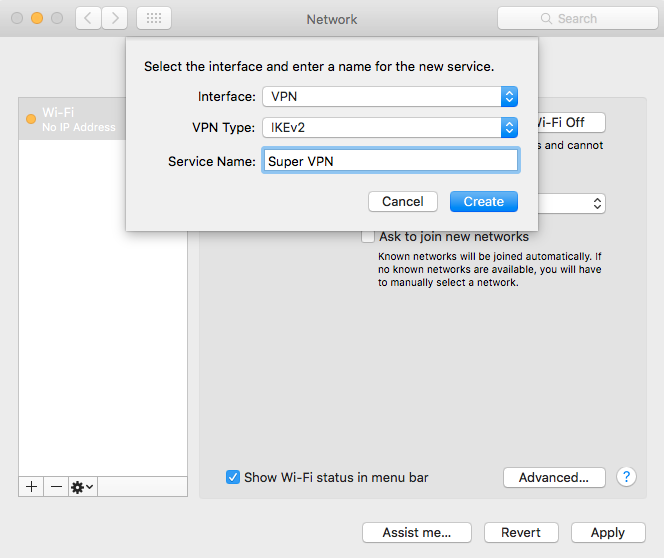 Network
Search
Select the interface and enter a name for the new service.
Interface: VPN
VPN Type: IKEv2
Service Name: Super VPN
Cancel
Create
Wi-Fi
No IP Address
Wi-Fi Off
s and cannot
Ask to join new networks
Known networks will be joined automatically. If
no known networks are available, you will have
to manually select a network.
Show Wi-Fi status in menu bar
Advanced...
?
Assist me...
Revert
Apply